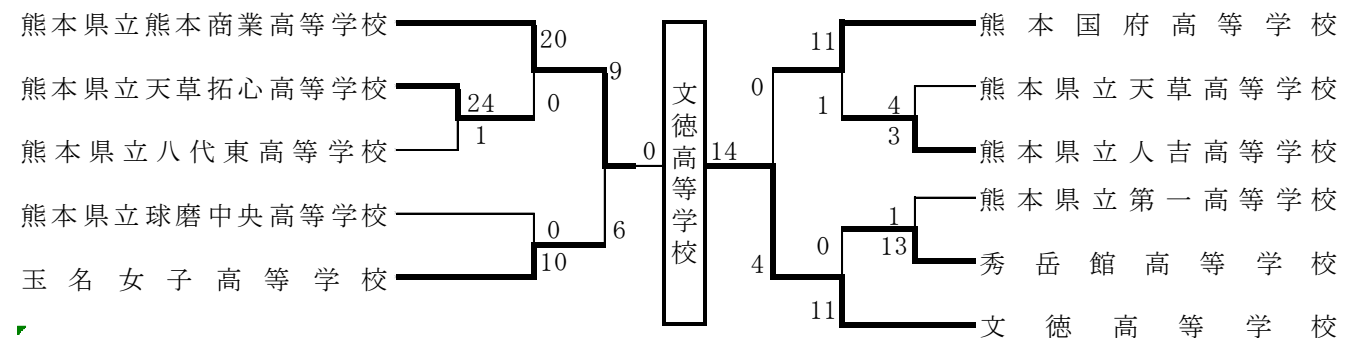 熊本県立熊本商業高等学校
熊本県立天草拓心高等学校
熊本県立八代東高等学校
熊本県立球磨中央高等学校
玉名女子高等学校
20
9
24
0
1
0
6
10
0
文徳高等学校
14
11
0
1
4
3
1
0
13
4
11
熊本国府高等学校
熊本県立天草高等学校
熊本県立人吉高等学校
熊本県立第一高等学校
秀岳館高等学校
文徳高等学校